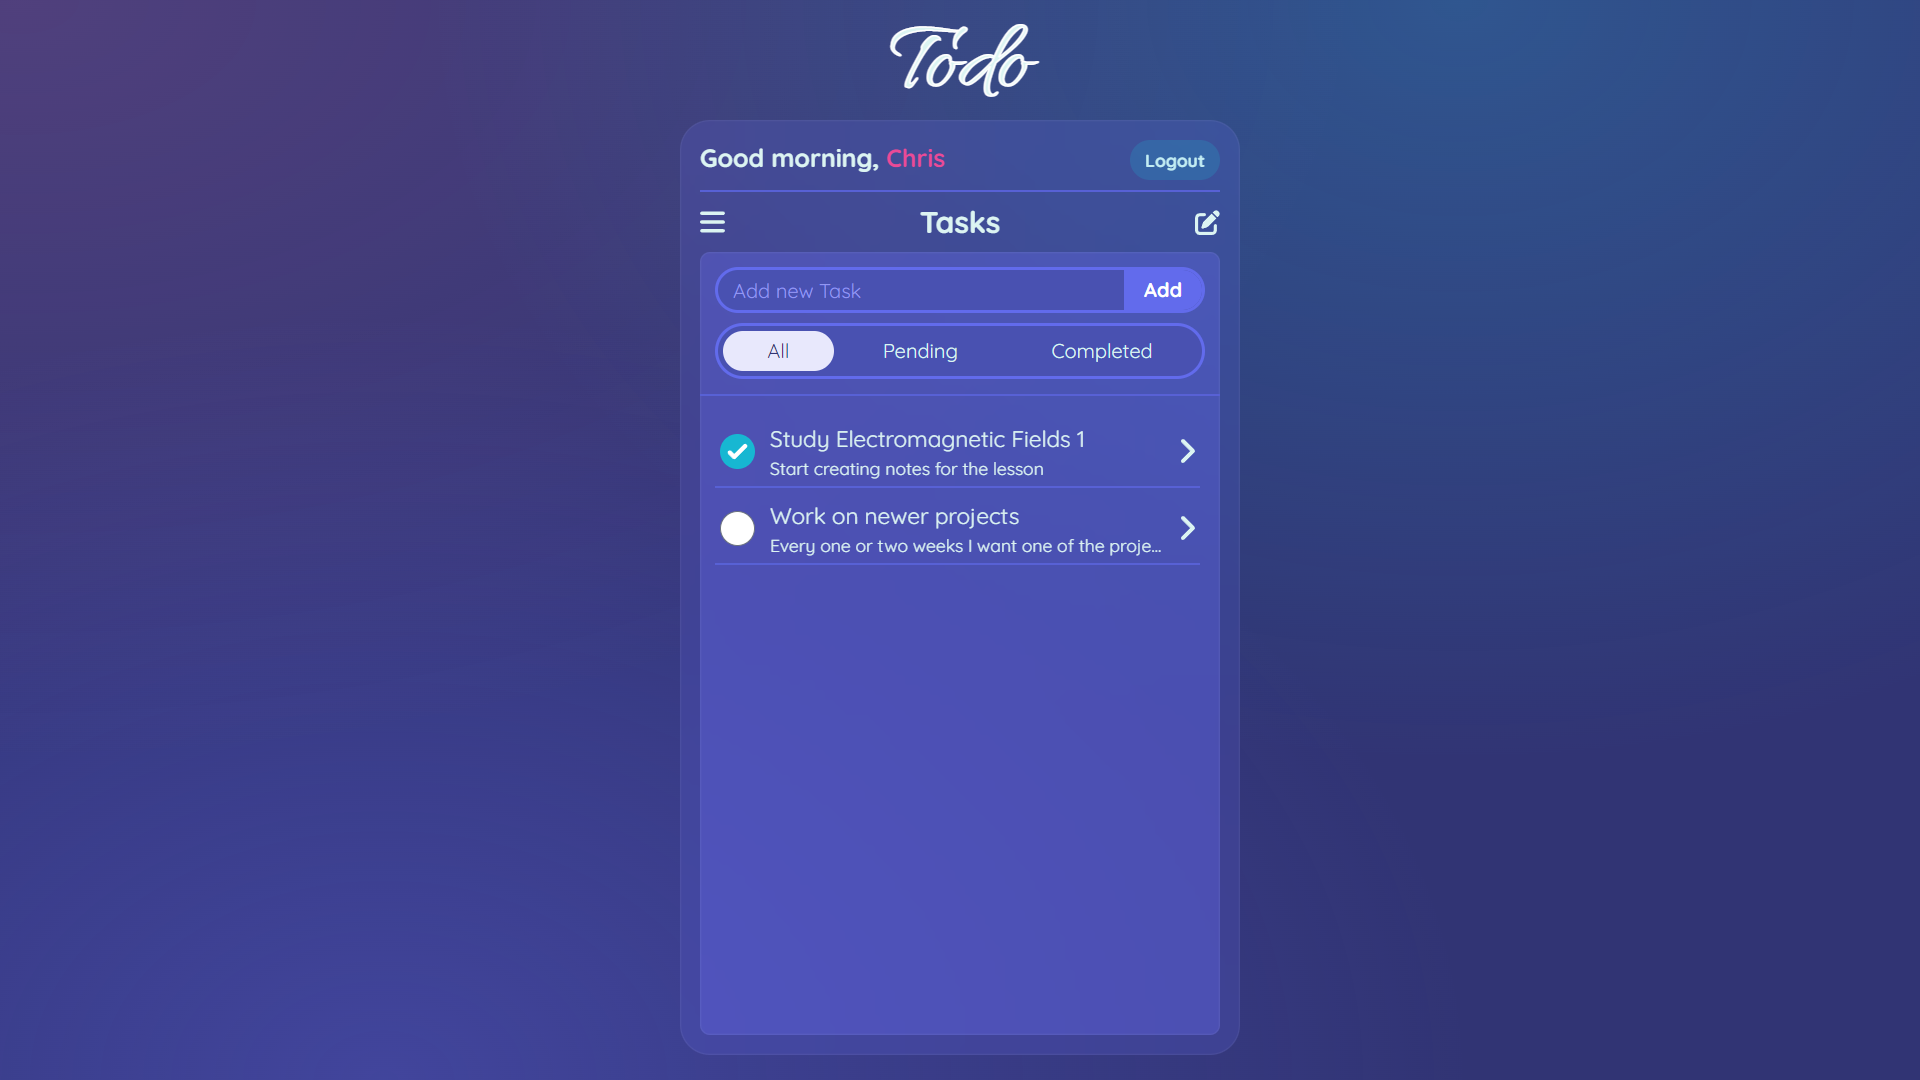 Todo
Good morning, Chris
Logout
Tasks
Add new Task
Add
All
Pending
Completed
Study Electromagnetic Fields 1
Start creating notes for the lesson
Work on newer projects
Every one or two weeks I want one of the proje...